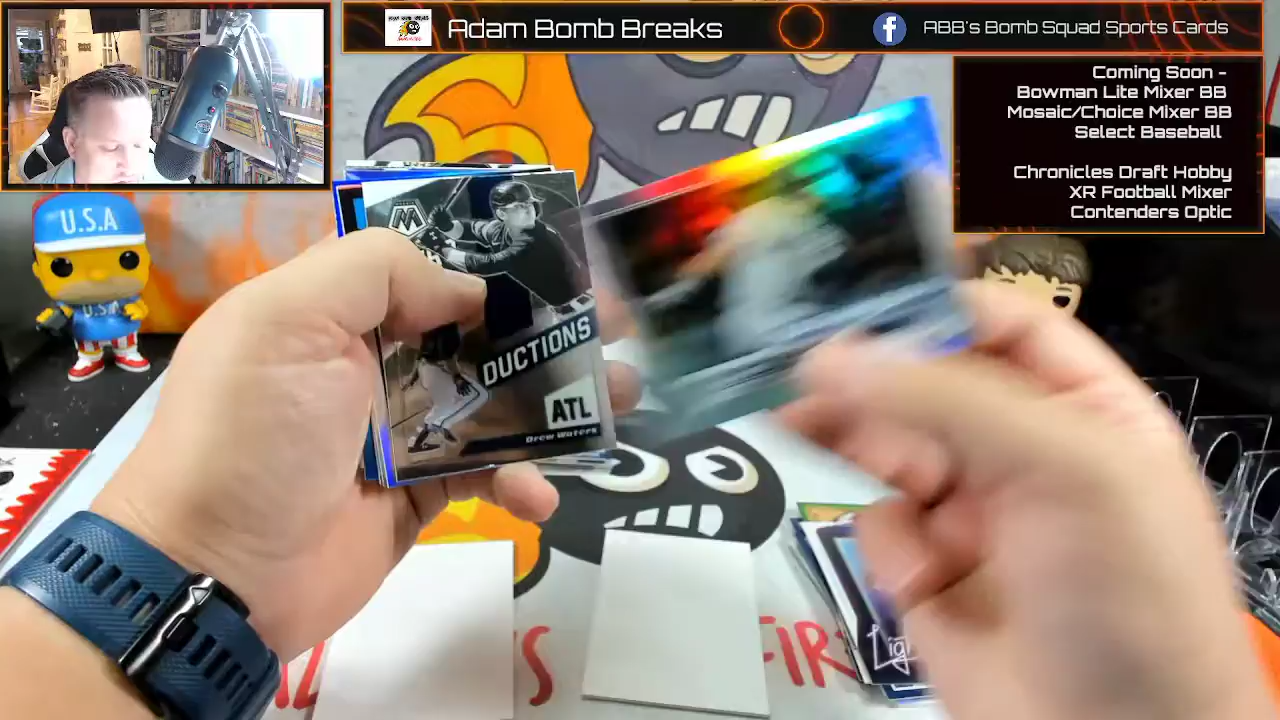 Adam Bomb Breaks
ABB's Bomb Squad Sports Cards
Coming Soon -
Bowman Lite Mixer BB
Mosaic/Choice Mixer BB
Select Baseball
Chronicles Draft Hobby
XR Football Mixer
Contenders Optic
U.S.A
DUCTIONS
ATL
Drew Waters